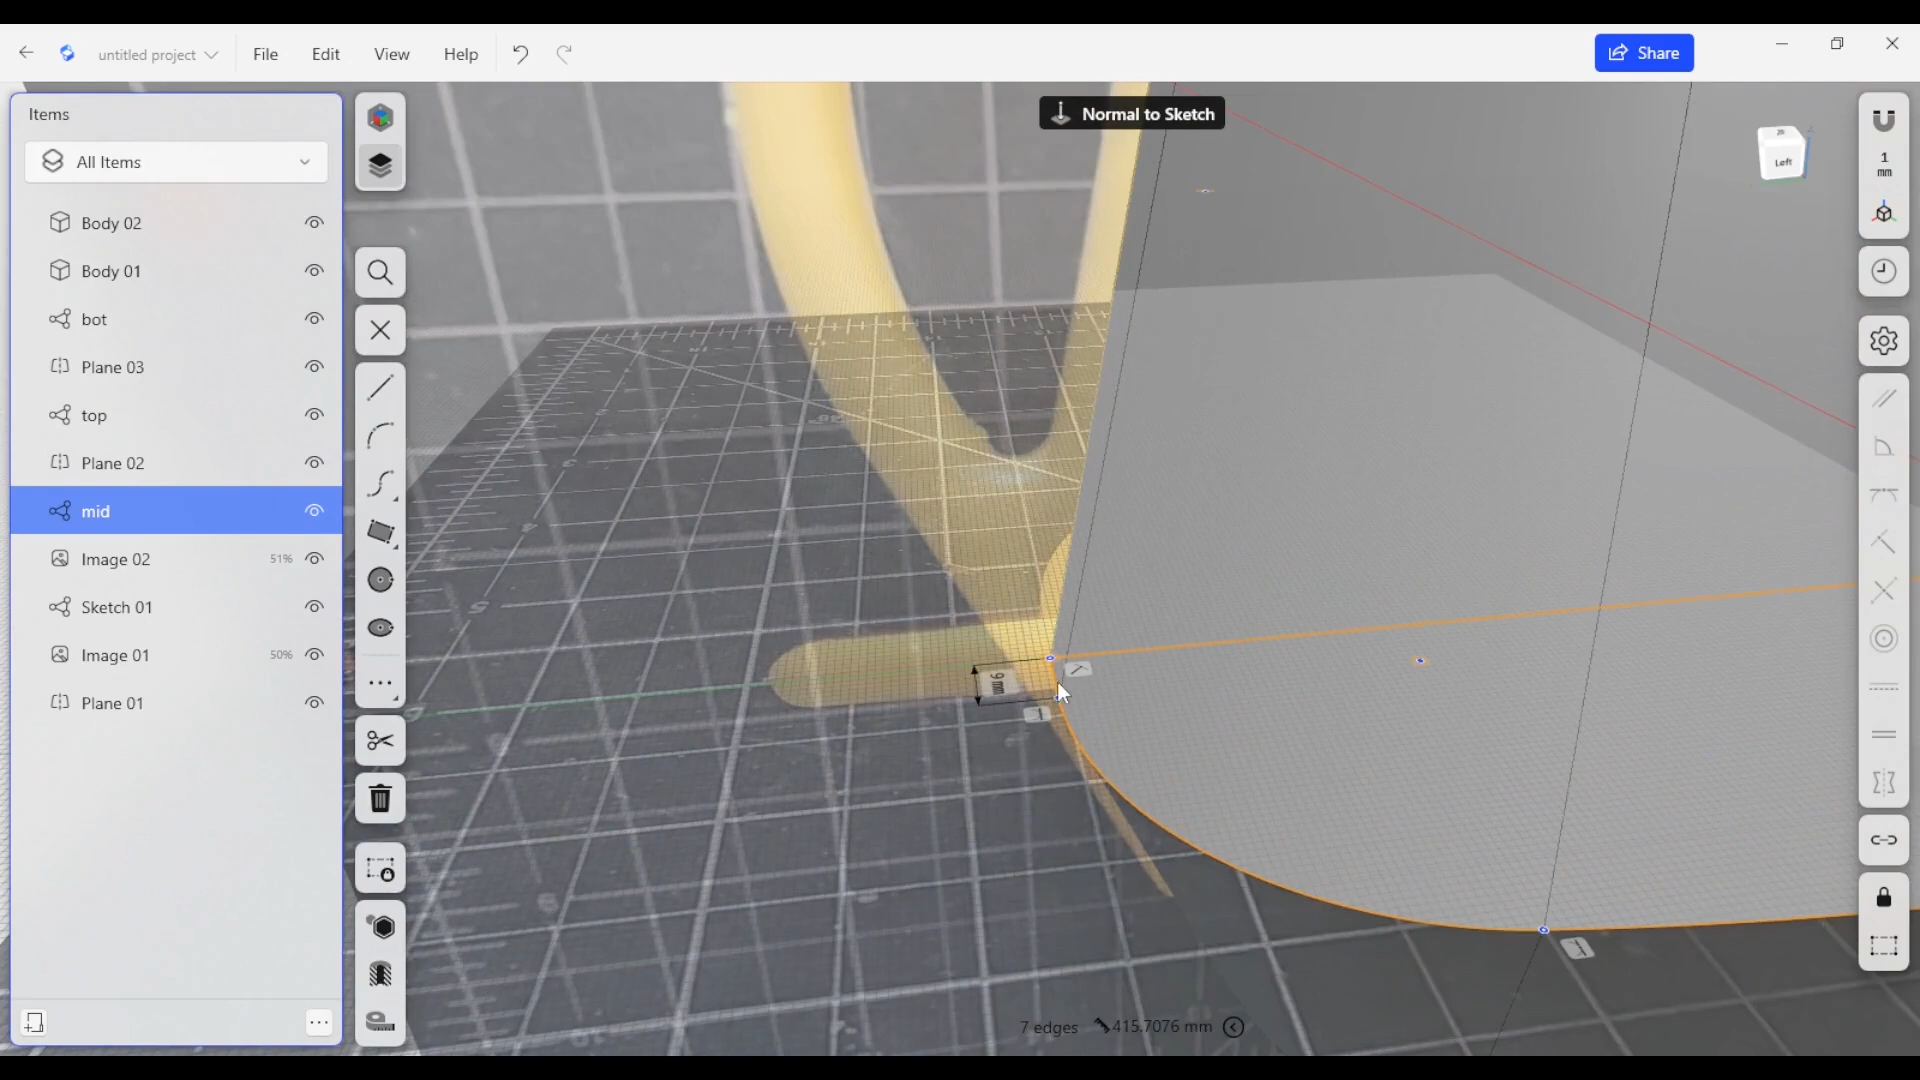 untitled project File Edit View Help Share
Items
Normal to Sketch
All Items
Left
1
mm
Body 02
Body 01
bot
Plane 03
top
Plane 02
mid
Image 02 51%
Sketch 01
Image 01 50%
Plane 01
9 mm
7 edges 415.7076 mm